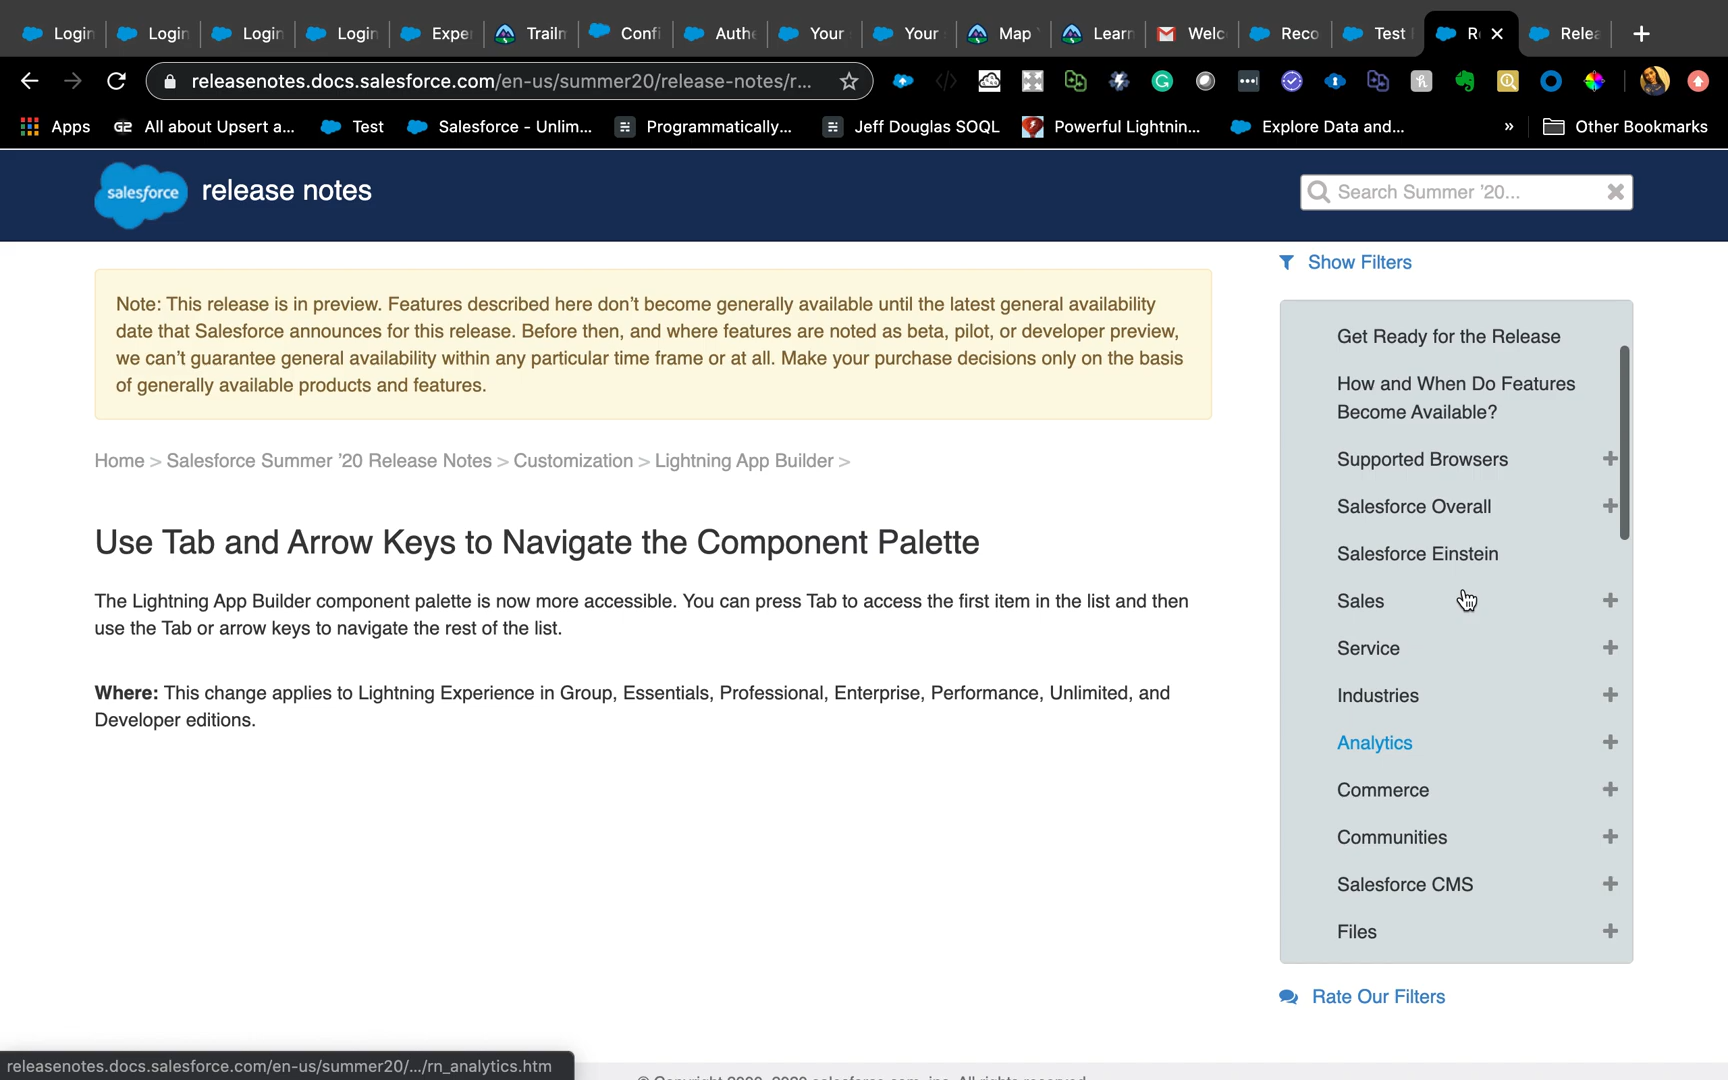 Login
Login
Login
Login
Exper
Trailh
Confi
Authe
Your
Your
Map
Learn
Welc
Reco
Test
R
Relea
releasenotes.docs.salesforce.com/en-us/summer20/release-notes/r...
Apps
All about Upsert a...
Test
Salesforce - Unlim...
Programmatically...
Jeff Douglas SOQL
Powerful Lightnin...
Explore Data and...
»
Other Bookmarks
salesforce
release notes
Search Summer '20...
Show Filters
Note: This release is in preview. Features described here don’t become generally available until the latest general availability
date that Salesforce announces for this release. Before then, and where features are noted as beta, pilot, or developer preview,
we can’t guarantee general availability within any particular time frame or at all. Make your purchase decisions only on the basis
of generally available products and features.
Home > Salesforce Summer ’20 Release Notes > Customization > Lightning App Builder >
Use Tab and Arrow Keys to Navigate the Component Palette
The Lightning App Builder component palette is now more accessible. You can press Tab to access the first item in the list and then
use the Tab or arrow keys to navigate the rest of the list.
Where: This change applies to Lightning Experience in Group, Essentials, Professional, Enterprise, Performance, Unlimited, and
Developer editions.
Get Ready for the Release
How and When Do Features
Become Available?
Supported Browsers
Salesforce Overall
Salesforce Einstein
Sales
Service
Industries
Analytics
Commerce
Communities
Salesforce CMS
Files
Rate Our Filters
releasenotes.docs.salesforce.com/en-us/summer20/.../rn_analytics.htm
© Copyright 2000–2020 salesforce.com, inc. All rights reserved.